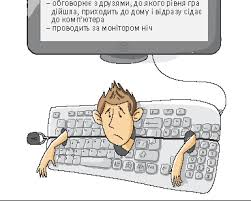 – обговорює з друзями, до якого рівня гра
дійшла, приходить до дому і відразу сідає
до комп'ютера
– проводить за монітором ніч